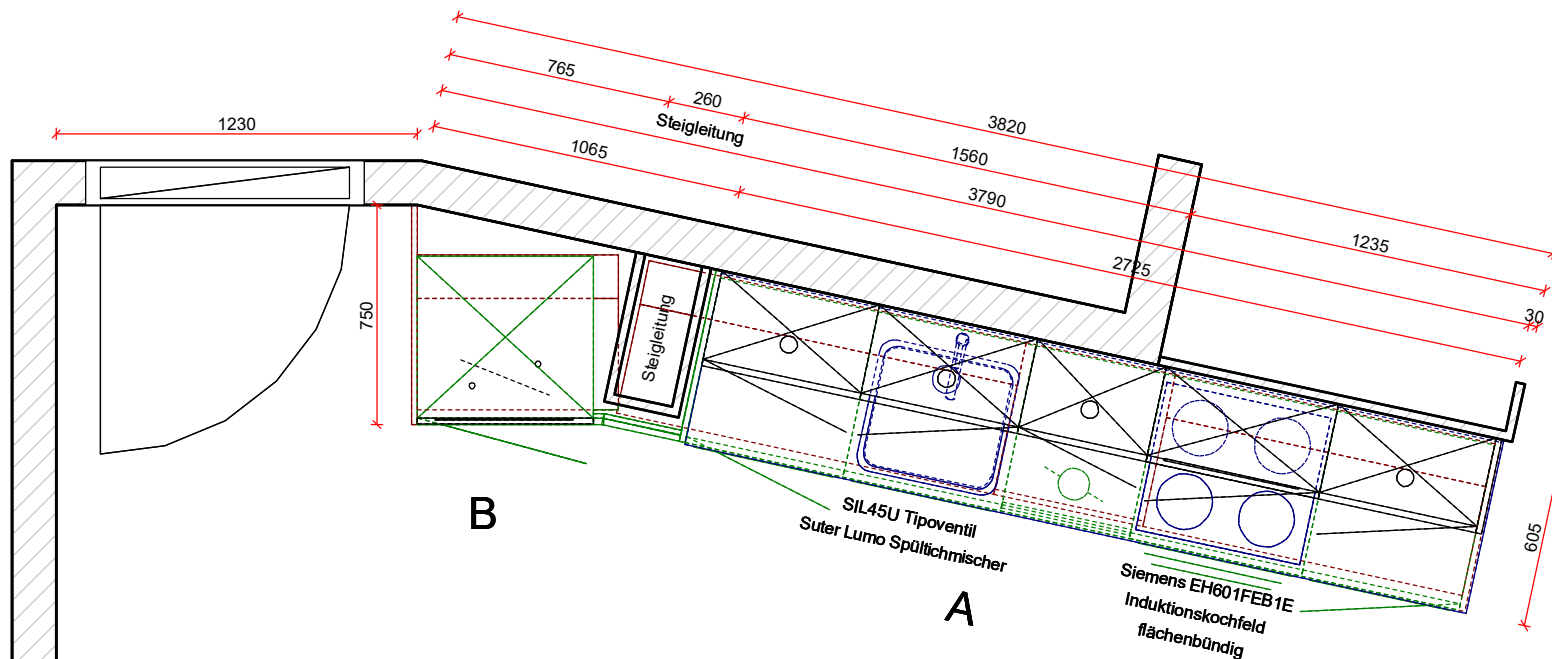 3820
765
260
1560
1235
Steigleitung
3790
30
1065
2725
1230
750
Steigleitung
605
B
SIL45U Tipoventil
Suter Lumo Spültichmischer
A
Siemens EH601FEB1E
Induktionskochfeld
flächenbündig